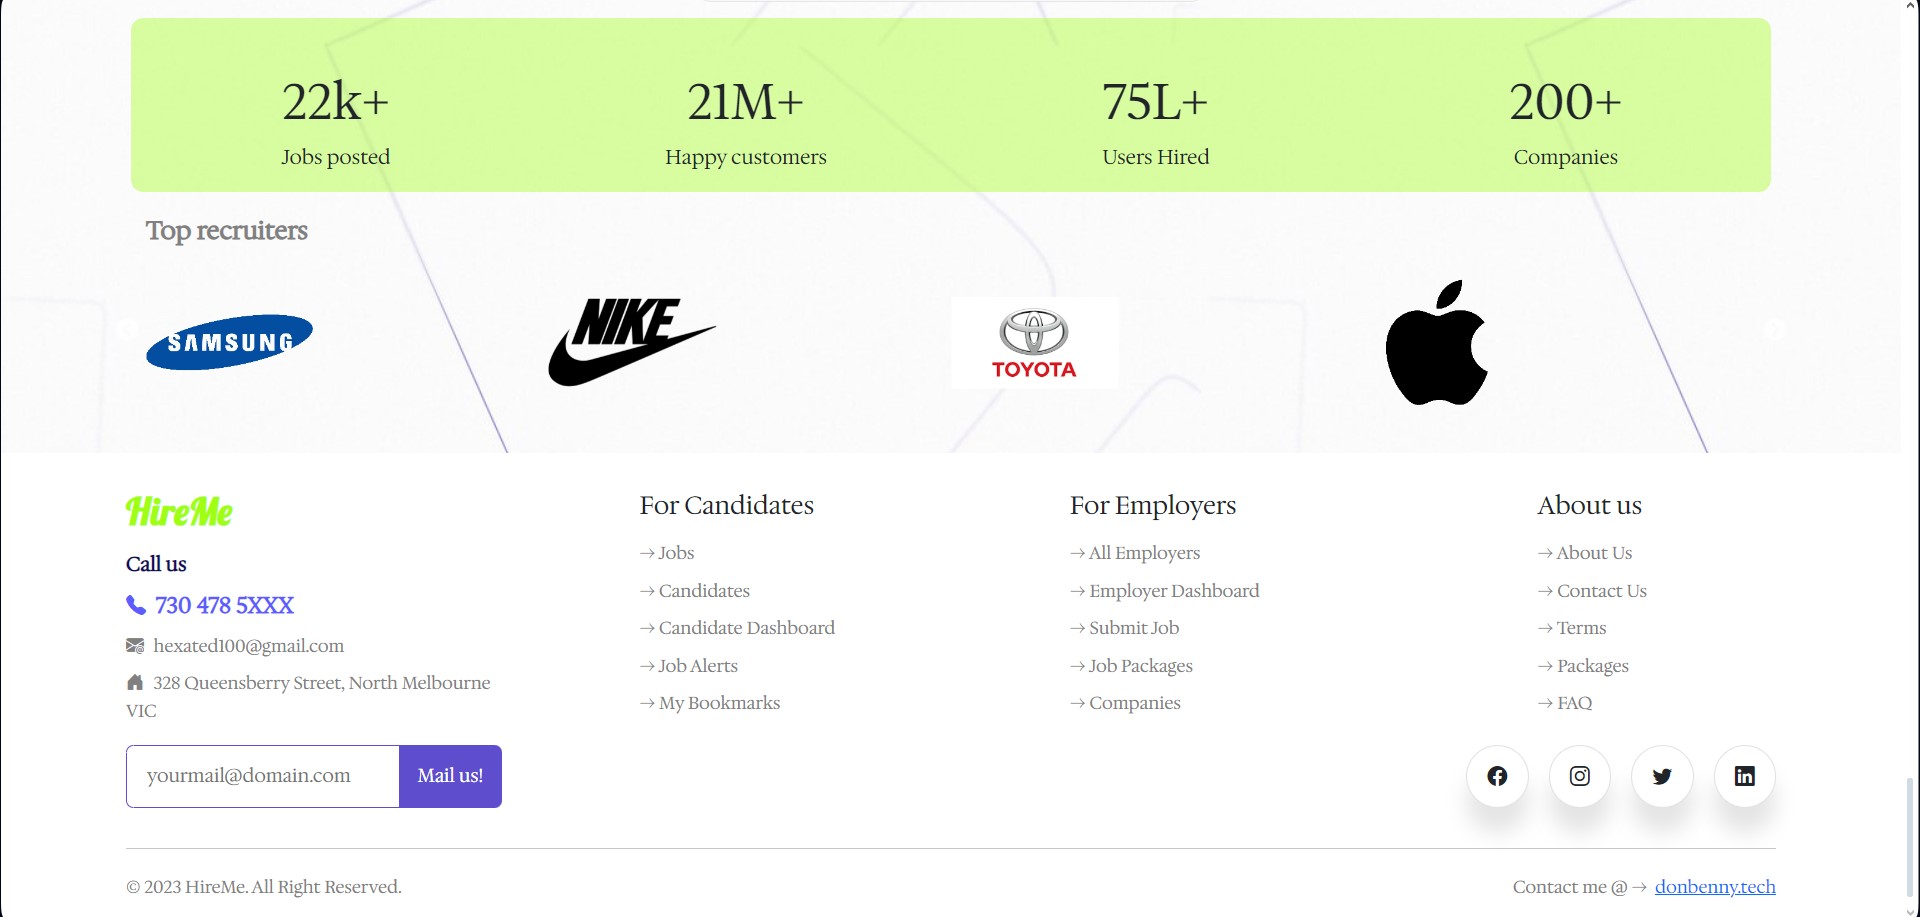 22k+
Jobs posted
21M+
Happy customers
75L+
Users Hired
200+
Companies
Top recruiters
SAMSUNG
NIKE
TOYOTA
HireMe
Call us
730 478 5XXX
hexated100@gmail.com
328 Queensberry Street, North Melbourne
VIC
yourmail@domain.com
Mail us!
For Candidates
→ Jobs
→ Candidates
→ Candidate Dashboard
→ Job Alerts
→ My Bookmarks
For Employers
→ All Employers
→ Employer Dashboard
→ Submit Job
→ Job Packages
→ Companies
About us
→ About Us
→ Contact Us
→ Terms
→ Packages
→ FAQ
© 2023 HireMe. All Right Reserved.
Contact me @ → donbenny.tech